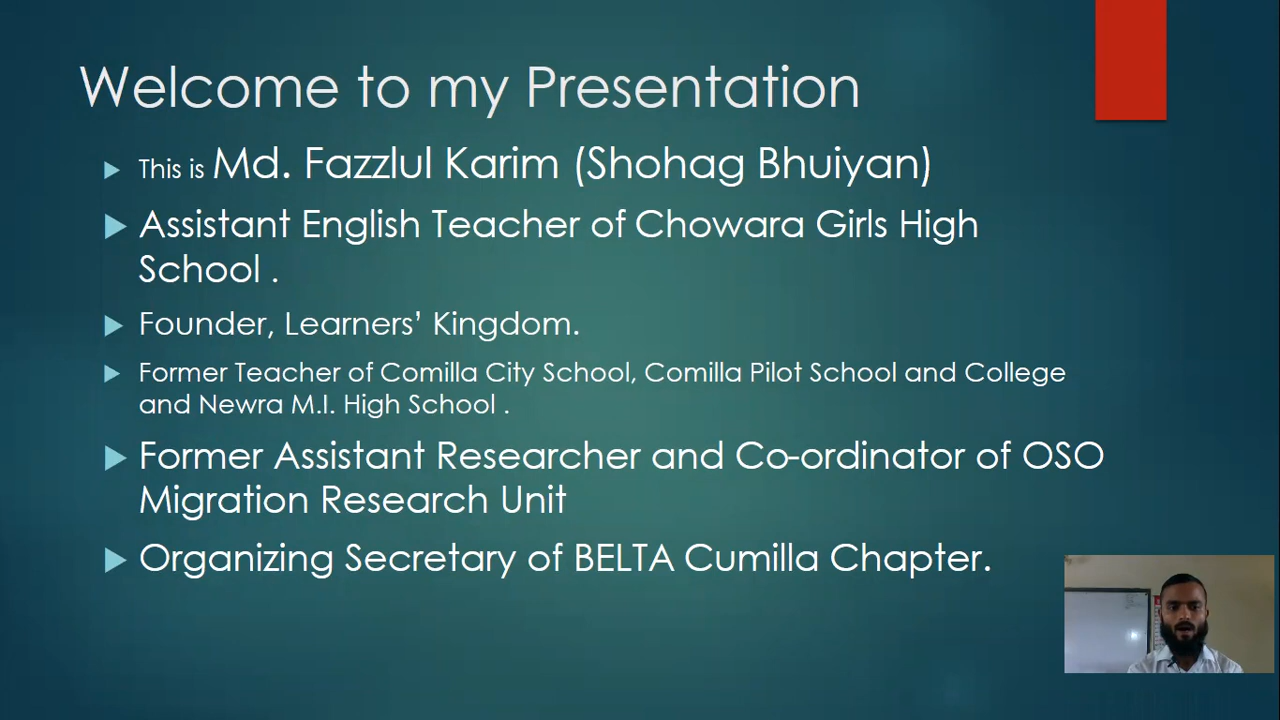 Welcome to my Presentation
This is Md. Fazzlul Karim (Shohag Bhuiyan)
Assistant English Teacher of Chowara Girls High
School .
Founder, Learners’ Kingdom.
Former Teacher of Comilla City School, Comilla Pilot School and College
and Newra M.I. High School .
Former Assistant Researcher and Co-ordinator of OSO
Migration Research Unit
Organizing Secretary of BELTA Cumilla Chapter.